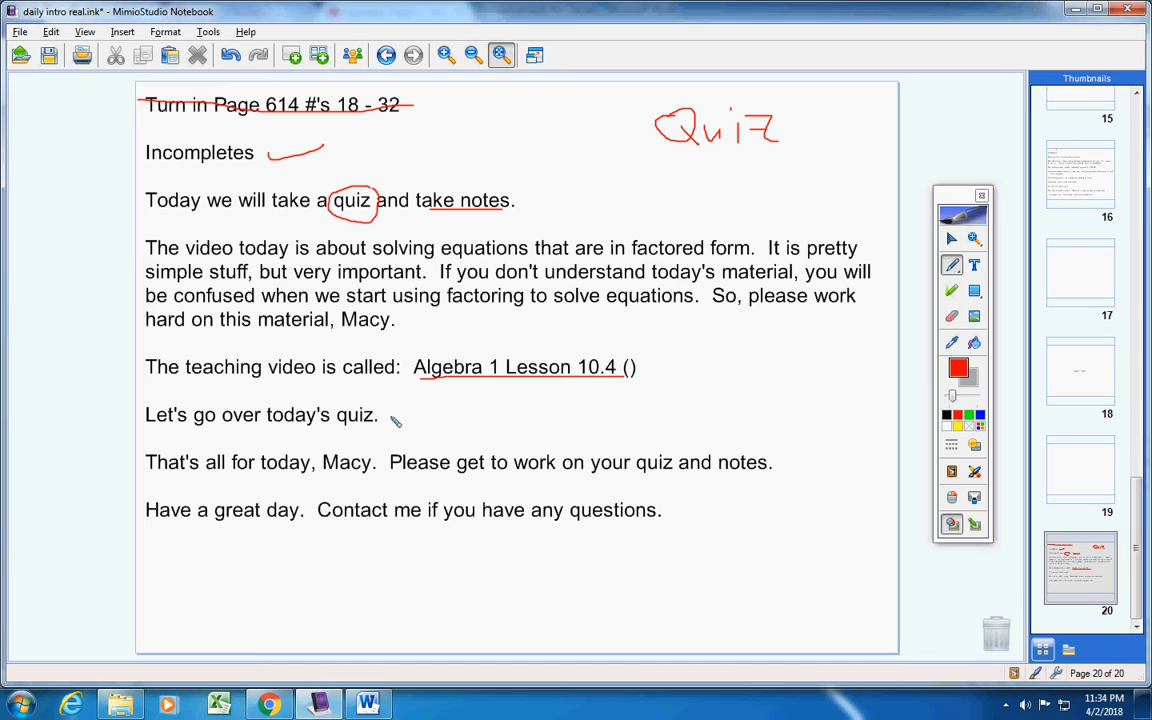 daily intro real.ink* - MimioStudio Notebook
File Edit View Insert Format Tools Help
Turn in Page 614 #'s 18 - 32
Quiz
Incompletes
Today we will take a quiz and take notes.
The video today is about solving equations that are in factored form. It is pretty
simple stuff, but very important. If you don't understand today's material, you will
be confused when we start using factoring to solve equations. So, please work
hard on this material, Macy.
The teaching video is called: Algebra 1 Lesson 10.4 ()
Let's go over today's quiz.
That's all for today, Macy. Please get to work on your quiz and notes.
Have a great day. Contact me if you have any questions.
Thumbnails
15
16
17
18
19
20
Page 20 of 20
11:34 PM
4/2/2018